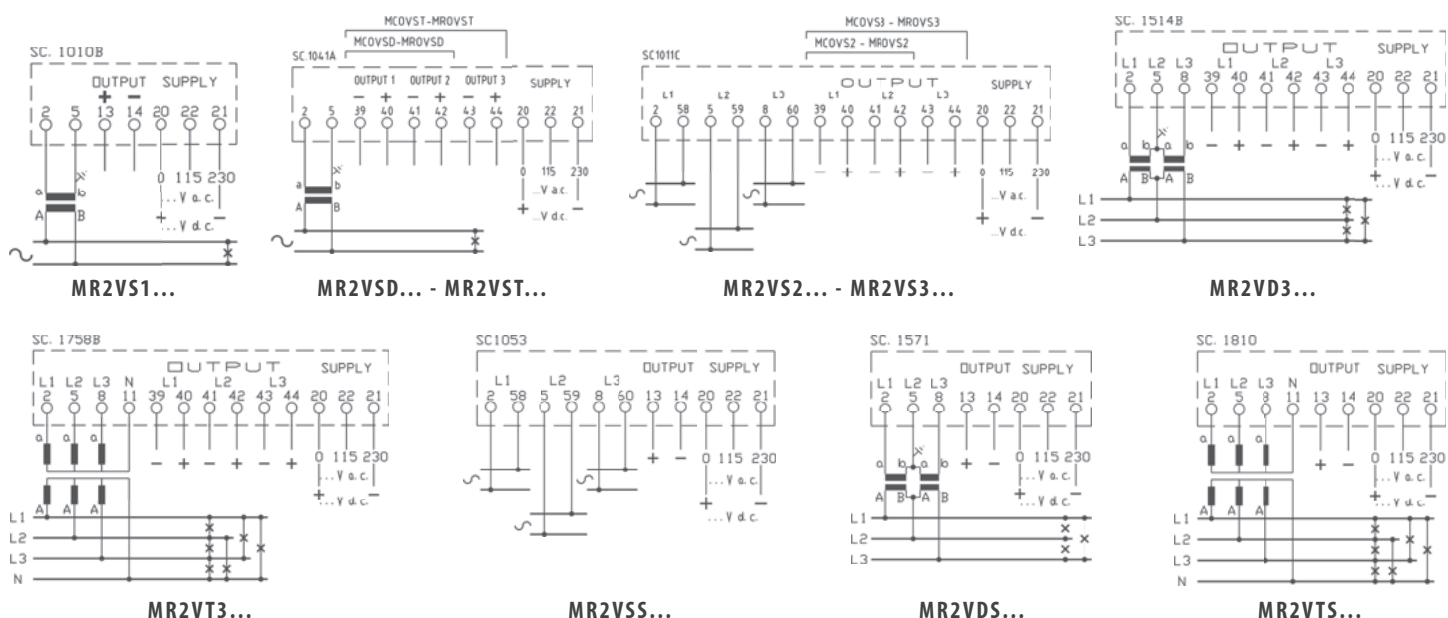 SC. 1010B
OUTPUT SUPPLY
+ −
2 5 13 14 20 22 21
a b
A B
0 115 230
...V a.c.
+ −
...V d.c.
MR2VS1...
MCOVST-MROVST
MCOVSD-MROVSD
SC.1041A
OUTPUT 1 OUTPUT 2 OUTPUT 3 SUPPLY
− + − + − +
2 5 39 40 41 42 43 44 20 22 21
a b
A B
0 115 230
...V a.c.
+ −
...V d.c.
MR2VSD... - MR2VST...
MCOVS3 - MROVS3
MCOVS2 - MROVS2
SC1011C
OUTPUT SUPPLY
L1 L2 L3 L1 L2 L3
2 58 5 59 8 60 39 40 41 42 43 44 20 22 21
− + − + − +
0 115 230
...V a.c.
+ −
...V d.c.
MR2VS2... - MR2VS3...
SC. 1514B
OUTPUT SUPPLY
L1 L2 L3 L1 L2 L3
2 5 8 39 40 41 42 43 44 20 22 21
a b a b
A B A B
− + − + − +
0 115 230
...V a.c.
+ −
...V d.c.
L1
L2
L3
MR2VD3...
SC. 1758B
OUTPUT SUPPLY
L1 L2 L3 N L1 L2 L3
2 5 8 11 39 40 41 42 43 44 20 22 21
a a a
A A A
− + − + − +
0 115 230
...V a.c.
+ −
...V d.c.
L1
L2
L3
N
MR2VT3...
SC1053
OUTPUT SUPPLY
L1 L2 L3
2 58 5 59 8 60 13 14 20 22 21
+ −
0 115 230
...V a.c.
+ −
...V d.c.
MR2VSS...
SC. 1571
OUTPUT SUPPLY
L1 L2 L3
2 5 8 13 14 20 22 21
a b a b
A B A B
+ −
0 115 230
...V a.c.
+ −
...V d.c.
L1
L2
L3
MR2VDS...
SC. 1810
OUTPUT SUPPLY
L1 L2 L3 N
2 5 8 11 13 14 20 22 21
a a a
A A A
+ −
0 115 230
...V a.c.
+ −
...V d.c.
L1
L2
L3
N
MR2VTS...